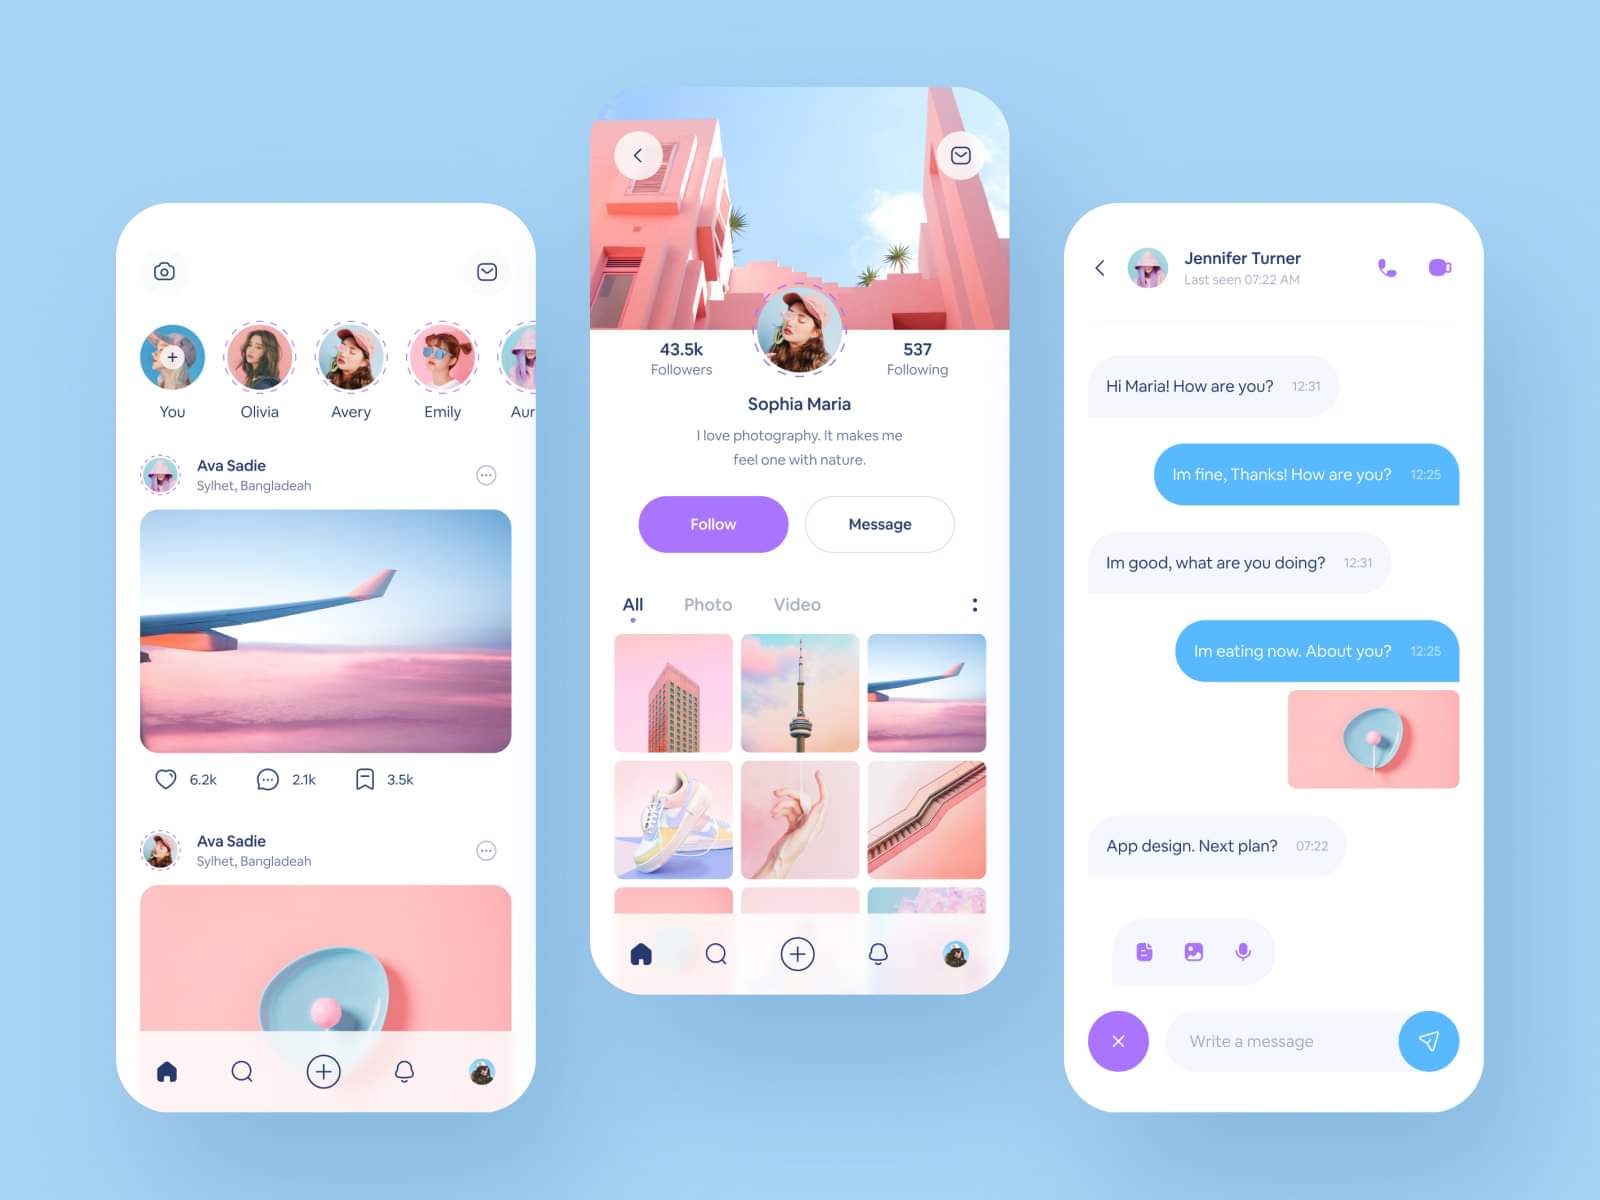 You
Olivia
Avery
Emily
Aur
Ava Sadie
Sylhet, Bangladeah
6.2k
2.1k
3.5k
Ava Sadie
Sylhet, Bangladeah
43.5k
Followers
537
Following
Sophia Maria
I love photography. It makes me
feel one with nature.
Follow
Message
All
Photo
Video
Jennifer Turner
Last seen 07:22 AM
Hi Maria! How are you? 12:31
Im fine, Thanks! How are you? 12:25
Im good, what are you doing? 12:31
Im eating now. About you? 12:25
App design. Next plan? 07:22
Write a message